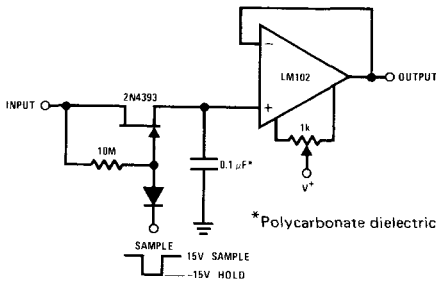 2N4393
LM102
INPUT
OUTPUT
−
+
10M
0.1 µF*
1k
V+
*Polycarbonate dielectric
SAMPLE
15V SAMPLE
−15V HOLD